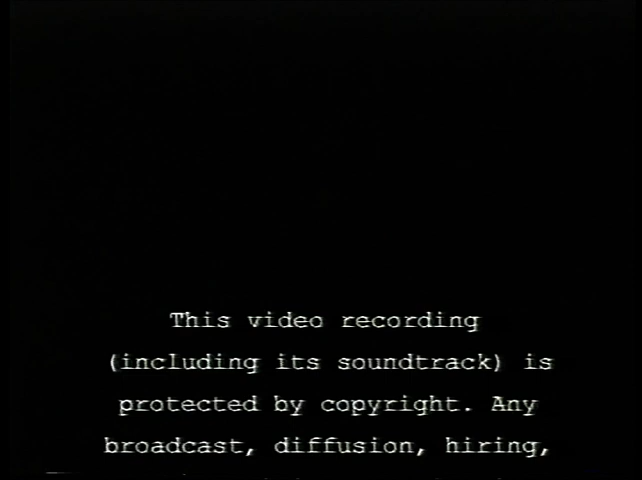 This video recording
(including its soundtrack) is
protected by copyright. Any
broadcast, diffusion, hiring,